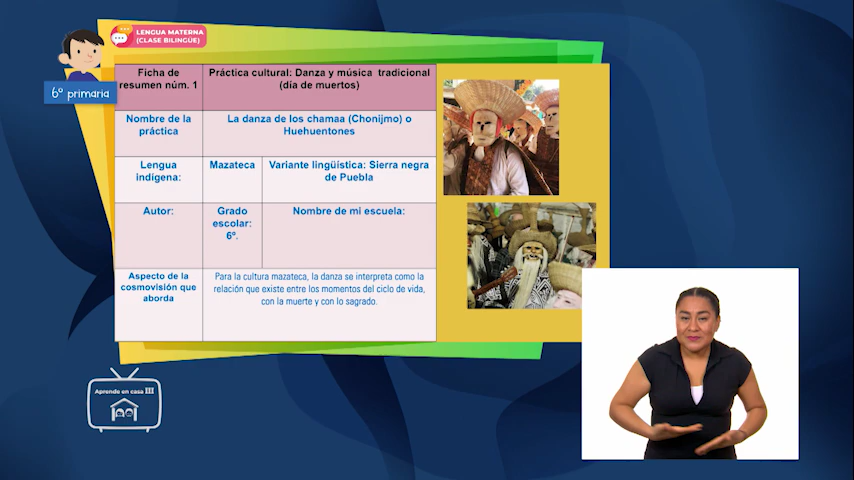 LENGUA MATERNA
(CLASE BILINGÜE)
6º primaria
Ficha de
resumen núm. 1
Práctica cultural: Danza y música tradicional
(día de muertos)
Nombre de la
práctica
La danza de los chamaa (Chonijmo) o
Huehuentones
Lengua
indígena:
Mazateca
Variante lingüística: Sierra negra
de Puebla
Autor:
Grado
escolar:
6º.
Nombre de mi escuela:
Aspecto de la
cosmovisión que
aborda
Para la cultura mazateca, la danza se interpreta como la
relación que existe entre los momentos del ciclo de vida,
con la muerte y con lo sagrado.
Aprende en casa III